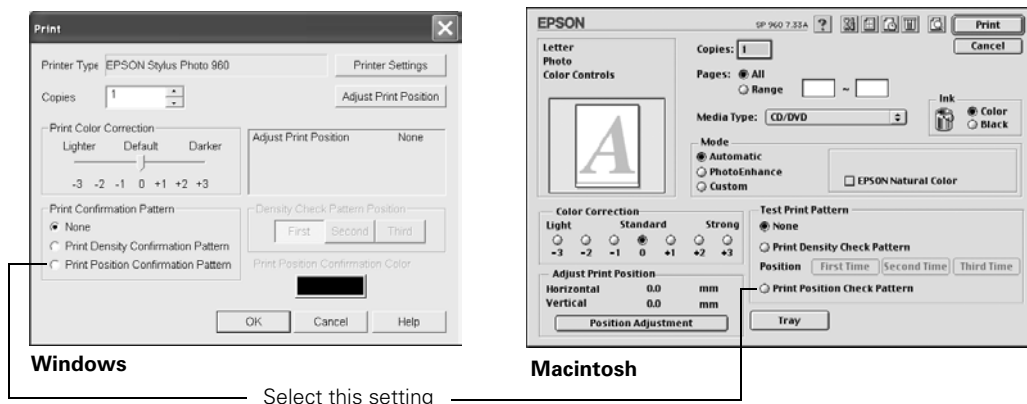 Print
Printer Type EPSON Stylus Photo 960 Printer Settings
Copies 1 Adjust Print Position
Print Color Correction
Lighter Default Darker
-3 -2 -1 0 +1 +2 +3
Adjust Print Position None
Print Confirmation Pattern
None
Print Density Confirmation Pattern
Print Position Confirmation Pattern
Density Check Pattern Position
First Second Third
Print Position Confirmation Color
OK Cancel Help
Windows
EPSON SP 960 7.33A ? Print
Cancel
Letter
Photo
Color Controls
A
Copies: 1
Pages: All
Range ~
Media Type: CD/DVD
Ink
Color
Black
Mode
Automatic
PhotoEnhance
Custom
EPSON Natural Color
Color Correction
Light Standard Strong
-3 -2 -1 0 +1 +2 +3
Adjust Print Position
Horizontal 0.0 mm
Vertical 0.0 mm
Position Adjustment
Test Print Pattern
None
Print Density Check Pattern
Position First Time Second Time Third Time
Print Position Check Pattern
Tray
Macintosh
Select this setting